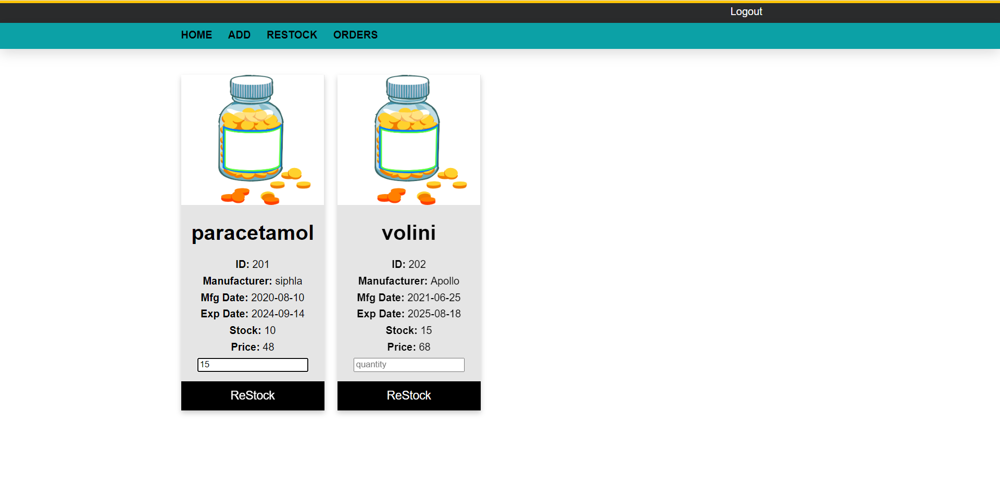 Logout
HOME ADD RESTOCK ORDERS
paracetamol
ID: 201
Manufacturer: siphla
Mfg Date: 2020-08-10
Exp Date: 2024-09-14
Stock: 10
Price: 48
15
ReStock
volini
ID: 202
Manufacturer: Apollo
Mfg Date: 2021-06-25
Exp Date: 2025-08-18
Stock: 15
Price: 68
quantity
ReStock